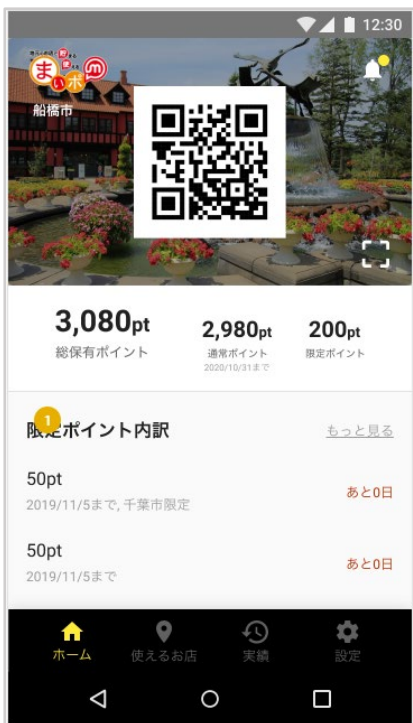 12:30
まいポ
船橋市
3,080pt
総保有ポイント
2,980pt
通常ポイント
2020/10/31まで
200pt
限定ポイント
1
限定ポイント内訳
もっと見る
50pt
2019/11/5まで, 千葉市限定
あと0日
50pt
2019/11/5まで
あと0日
ホーム
使えるお店
実績
設定